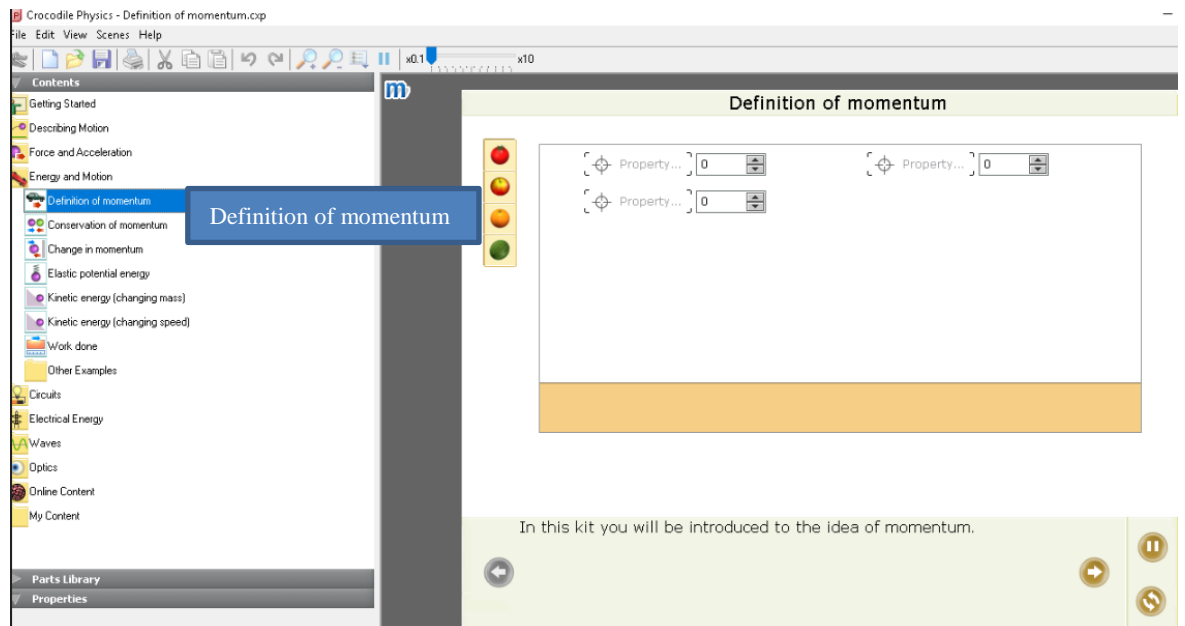 Crocodile Physics - Definition of momentum.cxp
File Edit View Scenes Help
x0.1 x10
Contents
Getting Started
Describing Motion
Force and Acceleration
Energy and Motion
Definition of momentum
Conservation of momentum
Change in momentum
Elastic potential energy
Kinetic energy (changing mass)
Kinetic energy (changing speed)
Work done
Other Examples
Circuits
Electrical Energy
Waves
Optics
Online Content
My Content
Parts Library
Properties
Definition of momentum
m
Definition of momentum
Property... 0 Property... 0
Property... 0
In this kit you will be introduced to the idea of momentum.